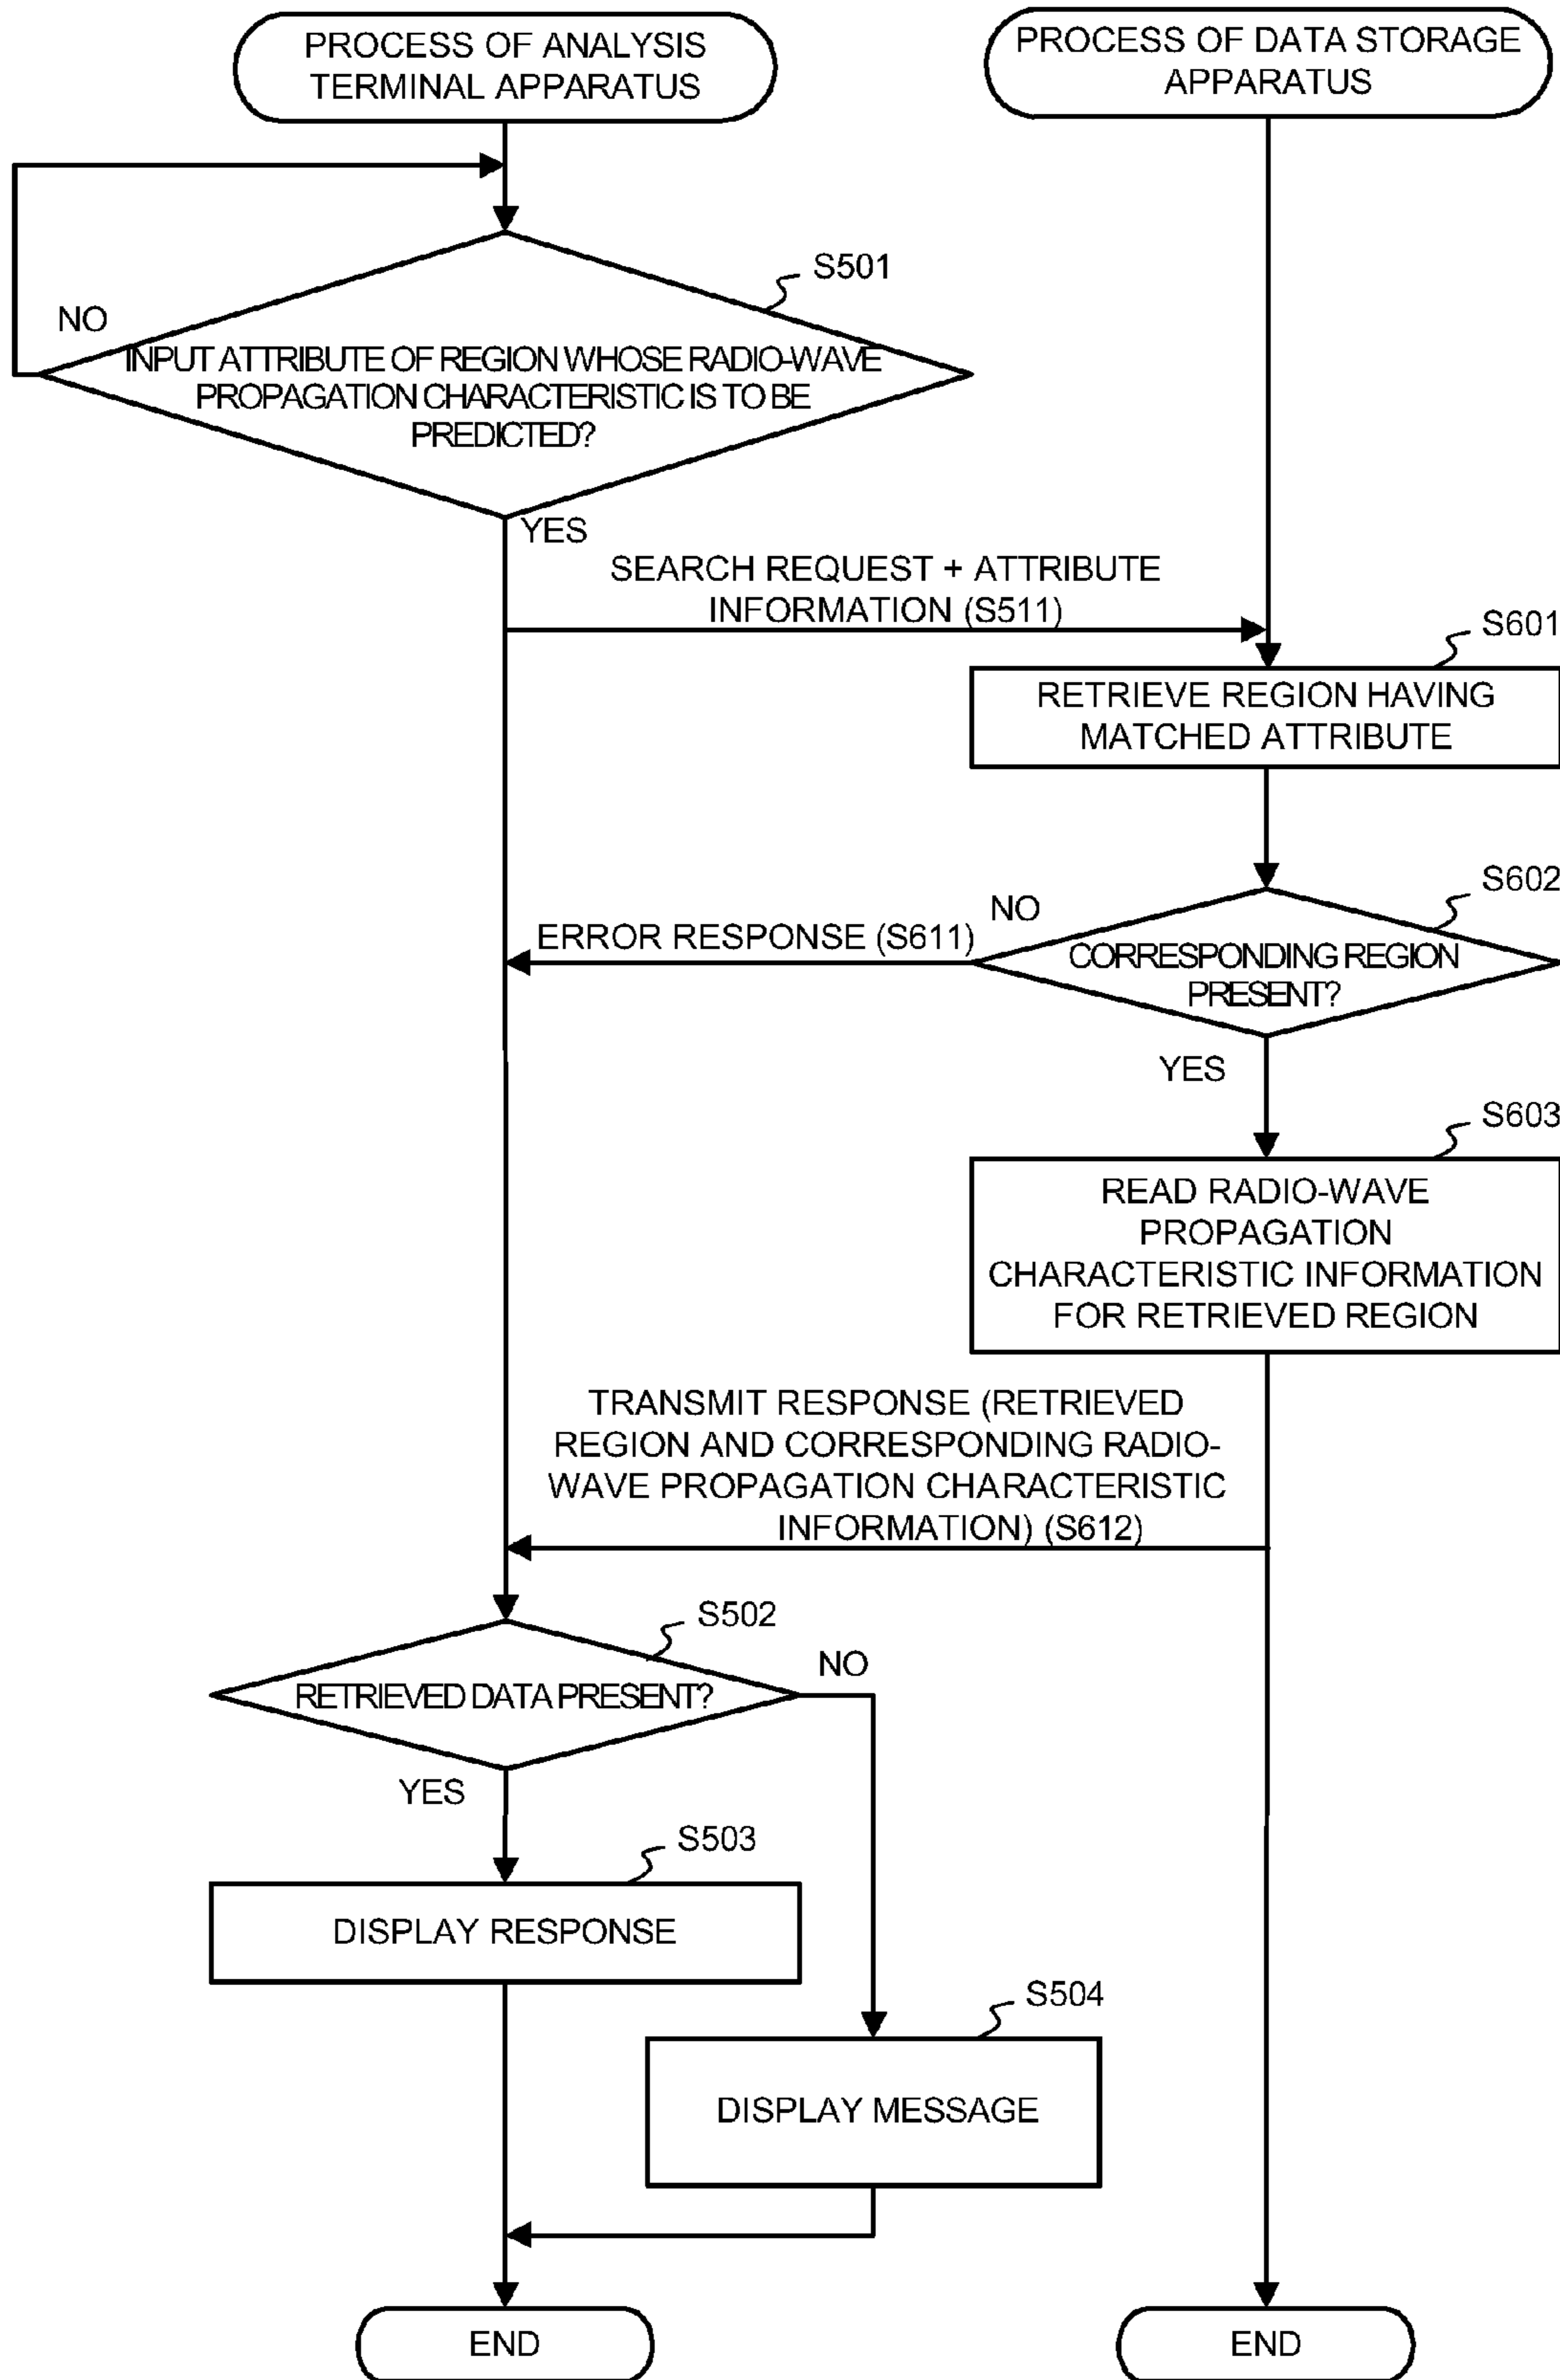 PROCESS OF ANALYSIS
TERMINAL APPARATUS
PROCESS OF DATA STORAGE
APPARATUS
S501
NO
INPUT ATTRIBUTE OF REGION WHOSE RADIO-WAVE
PROPAGATION CHARACTERISTIC IS TO BE
PREDICTED?
YES
SEARCH REQUEST + ATTRIBUTE
INFORMATION (S511)
S601
RETRIEVE REGION HAVING
MATCHED ATTRIBUTE
S602
NO
ERROR RESPONSE (S611)
CORRESPONDING REGION
PRESENT?
YES
S603
READ RADIO-WAVE
PROPAGATION
CHARACTERISTIC INFORMATION
FOR RETRIEVED REGION
TRANSMIT RESPONSE (RETRIEVED
REGION AND CORRESPONDING RADIO-
WAVE PROPAGATION CHARACTERISTIC
INFORMATION) (S612)
S502
NO
RETRIEVED DATA PRESENT?
YES
S503
DISPLAY RESPONSE
S504
DISPLAY MESSAGE
END
END